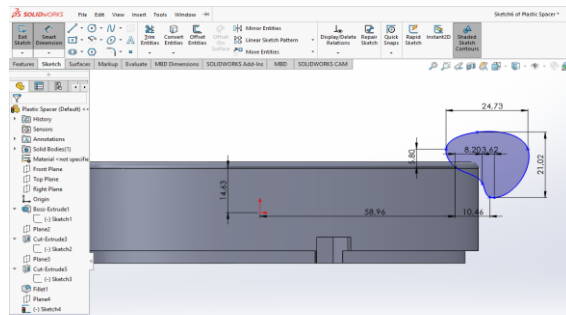 SOLIDWORKS File Edit View Insert Tools Window
Sketch6 of Plastic Spacer *
Exit Sketch
Smart Dimension
Trim Entities
Convert Entities
Offset Entities
Offset On Surface
Mirror Entities
Linear Sketch Pattern
Move Entities
Display/Delete Relations
Repair Sketch
Quick Snaps
Rapid Sketch
Instant2D
Shaded Sketch Contours
Features Sketch Surfaces Markup Evaluate MBD Dimensions SOLIDWORKS Add-Ins MBD SOLIDWORKS CAM
Plastic Spacer (Default) <<
History
Sensors
Annotations
Solid Bodies(1)
Material <not specifie
Front Plane
Top Plane
Right Plane
Origin
Boss-Extrude1
(-) Sketch1
Plane2
Cut-Extrude3
(-) Sketch2
Plane3
Cut-Extrude5
(-) Sketch3
Fillet1
Plane4
(-) Sketch4
24.73
5.80
8.20
3.62
21.02
14.63
58.96
10.46